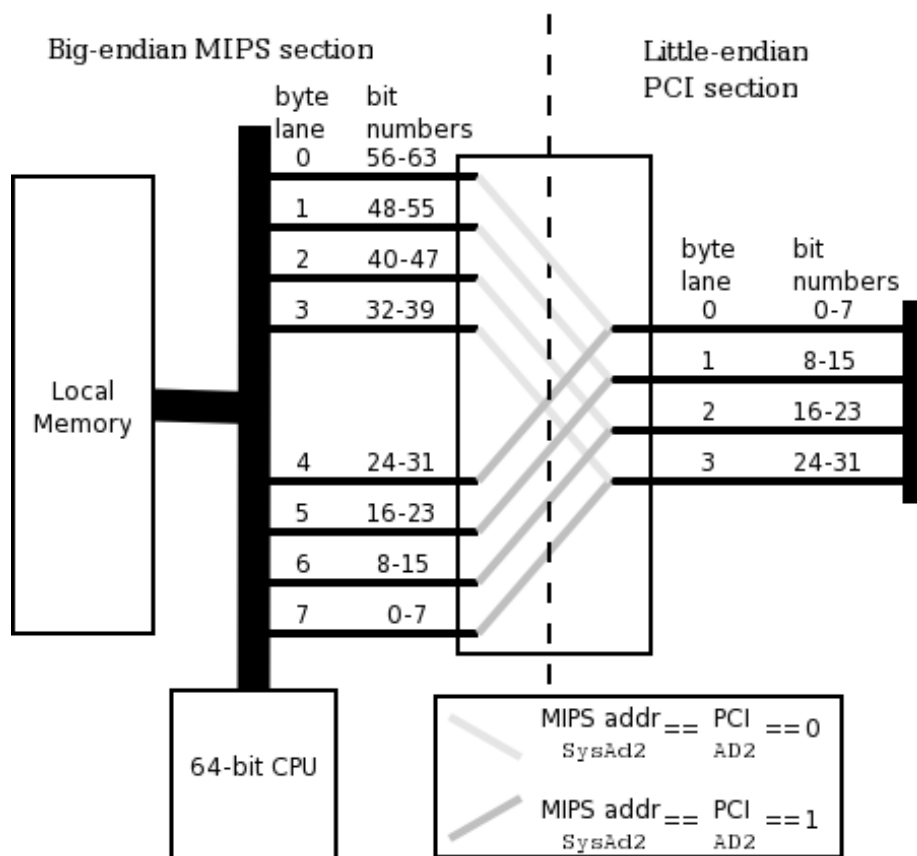 Big-endian MIPS section
Little-endian
PCI section
byte
lane
bit
numbers
0 56-63
1 48-55
2 40-47
3 32-39
4 24-31
5 16-23
6 8-15
7 0-7
byte
lane
bit
numbers
0 0-7
1 8-15
2 16-23
3 24-31
Local
Memory
64-bit CPU
MIPS addr == PCI == 0
SysAd2 AD2
MIPS addr == PCI == 1
SysAd2 AD2